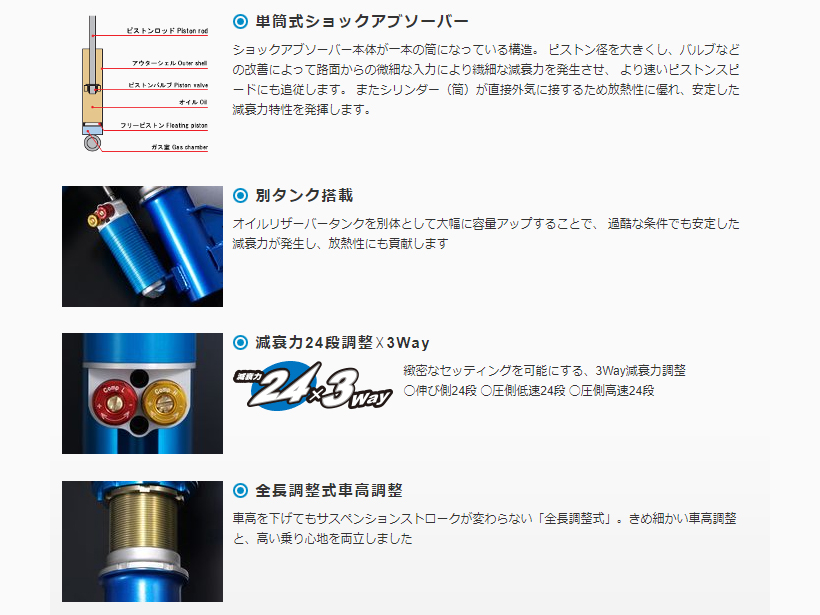 ピストンロッド Piston rod
アウターシェル Outer shell
ピストンバルブ Piston valve
オイル Oil
フリーピストン Floating piston
ガス室 Gas chamber
単筒式ショックアブソーバー
ショックアブソーバー本体が一本の筒になっている構造。 ピストン径を大きくし、バルブなど
の改善によって路面からの微細な入力により繊細な減衰力を発生させ、 より速いピストンスピ
ードにも追従します。 またシリンダー（筒）が直接外気に接するため放熱性に優れ、安定した
減衰力特性を発揮します。
別タンク搭載
オイルリザーバータンクを別体として大幅に容量アップすることで、 過酷な条件でも安定した
減衰力が発生し、放熱性にも貢献します
Comp L
Comp H
減衰力24段調整×3Way
減衰力 24×3way
緻密なセッティングを可能にする、3Way減衰力調整
〇伸び側24段 〇圧側低速24段 〇圧側高速24段
全長調整式車高調整
車高を下げてもサスペンションストロークが変わらない「全長調整式」。きめ細かい車高調整
と、高い乗り心地を両立しました